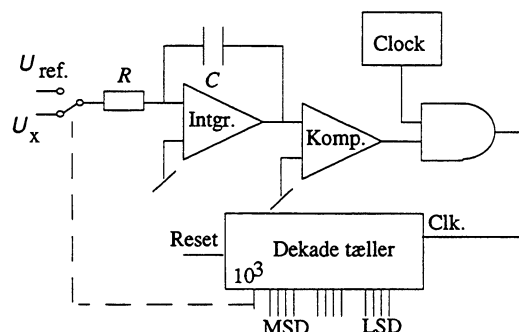 Clock
U ref.
R
C
U x
Intgr.
Komp.
Clk.
Reset
Dekade tæller
10³
MSD
LSD